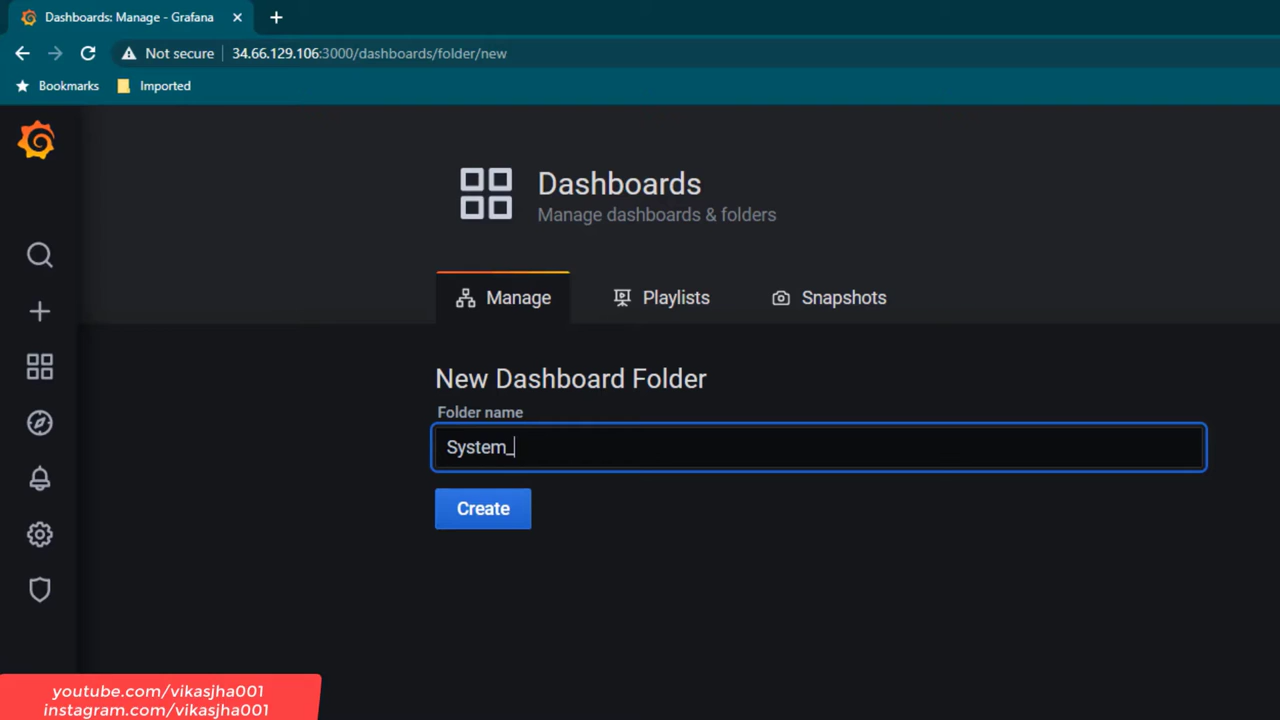 Dashboards: Manage - Grafana
Not secure 34.66.129.106:3000/dashboards/folder/new
Bookmarks Imported
Dashboards
Manage dashboards & folders
Manage Playlists Snapshots
New Dashboard Folder
Folder name
System_
Create
youtube.com/vikasjha001
instagram.com/vikasjha001